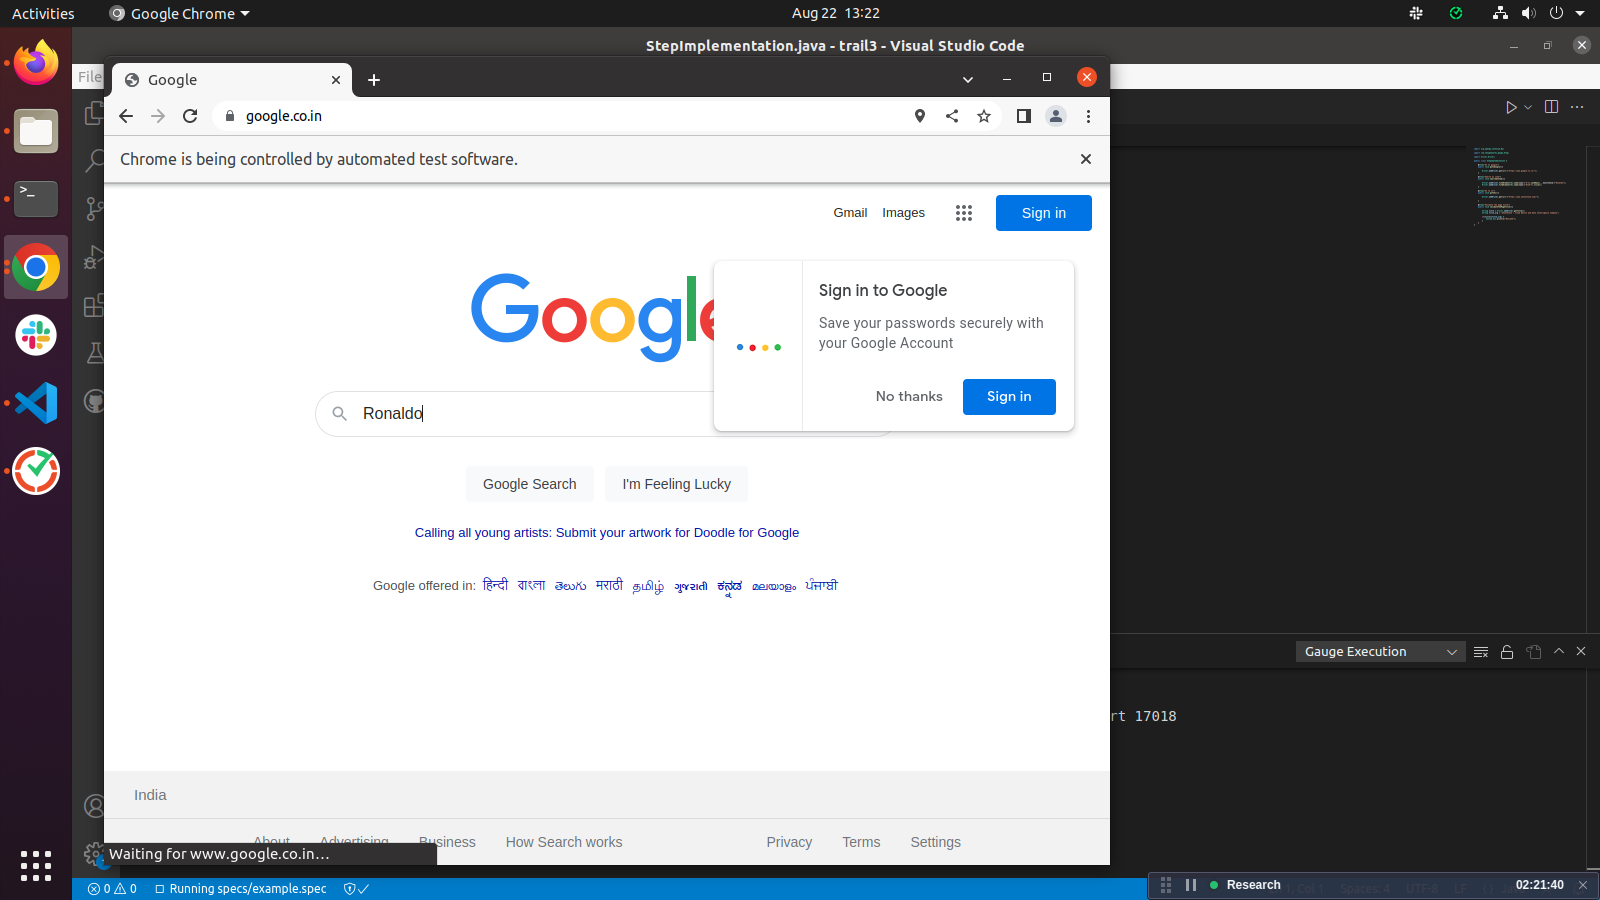 Activities
Google Chrome
Aug 22 13:22
StepImplementation.java - trail3 - Visual Studio Code
File
Google
google.co.in
Chrome is being controlled by automated test software.
Gmail Images
Sign in
Google
Sign in to Google
Save your passwords securely with
your Google Account
No thanks Sign in
Ronaldo
Google Search I'm Feeling Lucky
Calling all young artists: Submit your artwork for Doodle for Google
Google offered in: हिन्दी বাংলা తెలుగు मराठी தமிழ் ગુજરાતી ಕನ್ನಡ മലയാളം ਪੰਜਾਬੀ
Gauge Execution
rt 17018
India
About Advertising Business How Search works Privacy Terms Settings
Waiting for www.google.co.in…
0 0 Running specs/example.spec
Research 02:21:40